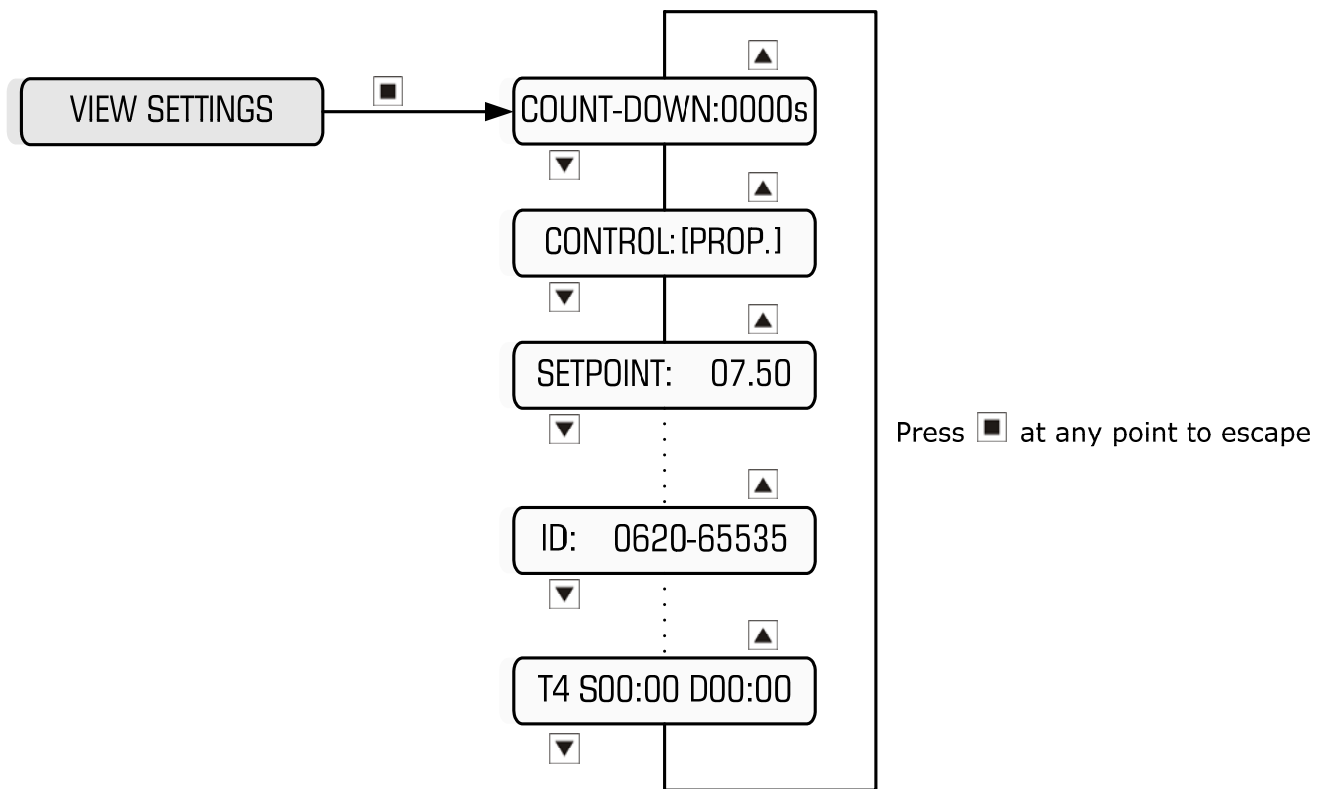 VIEW SETTINGS
COUNT-DOWN:0000s
CONTROL:[PROP.]
SETPOINT: 07.50
Press ■ at any point to escape
ID: 0620-65535
T4 S00:00 D00:00